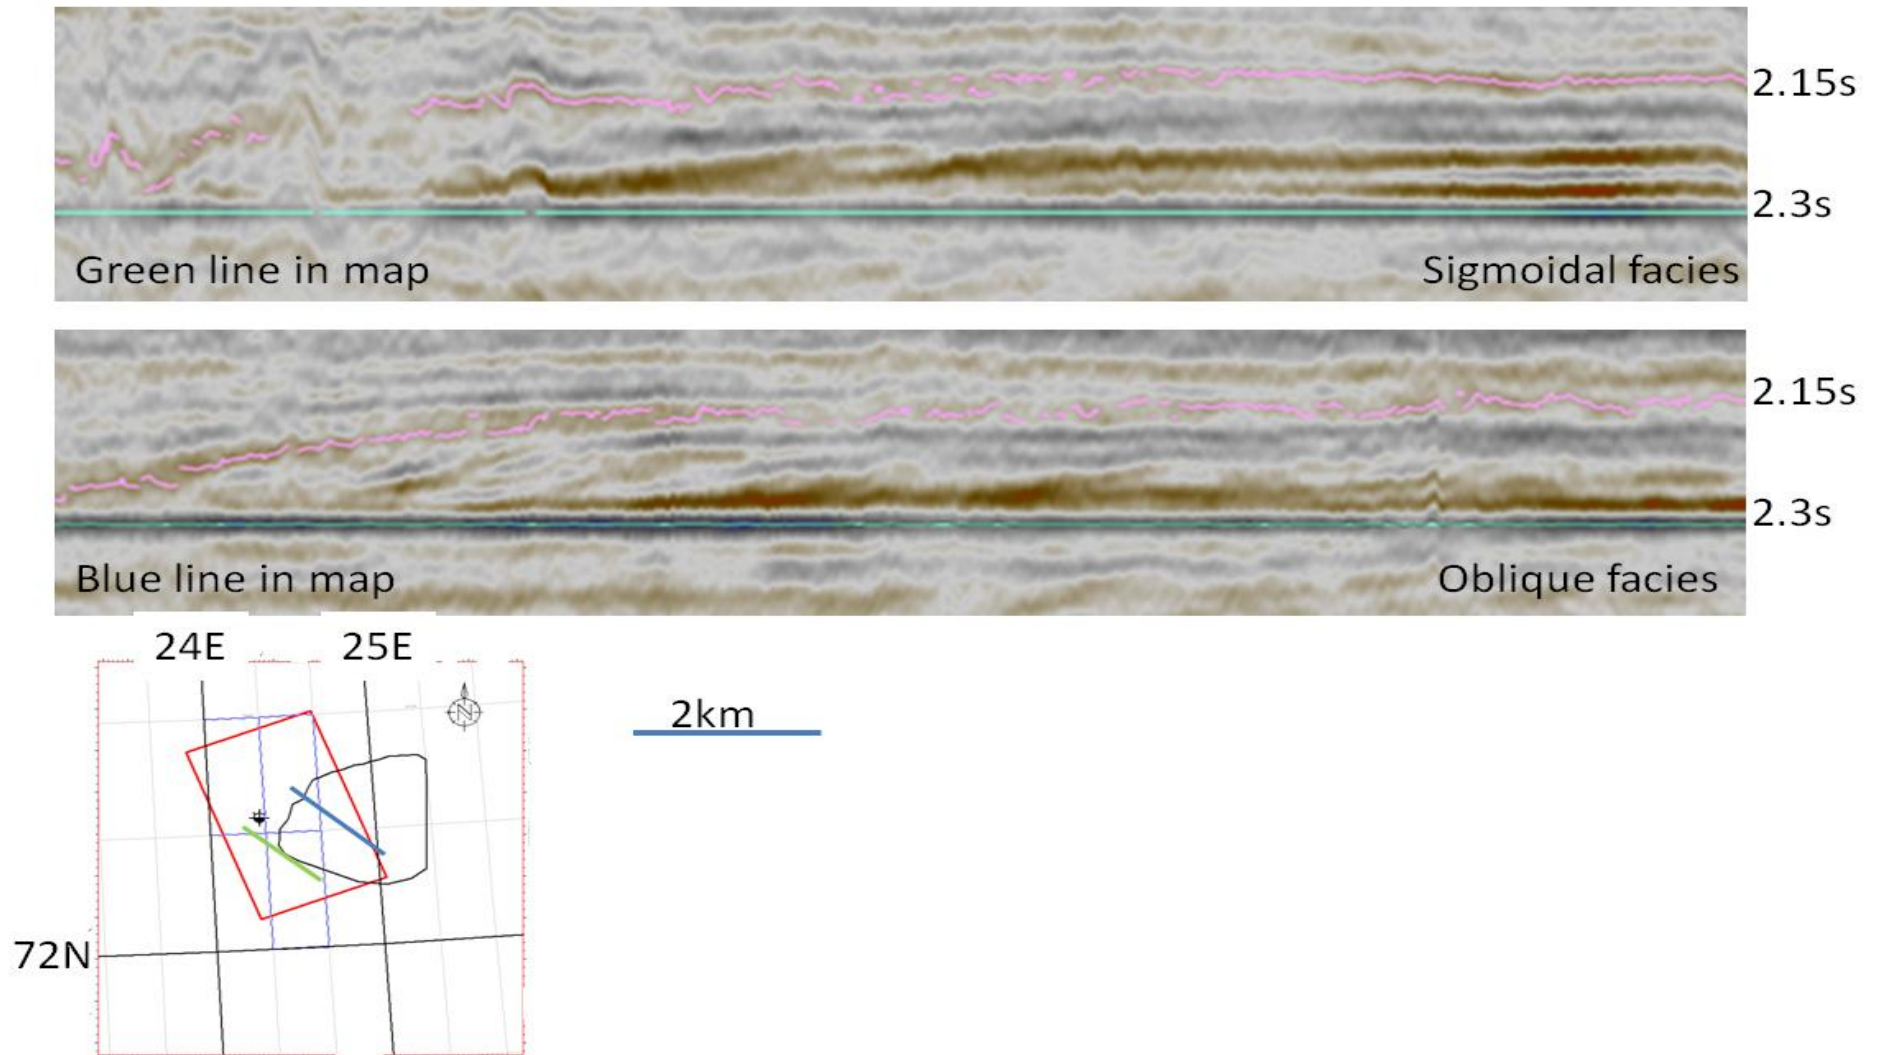 2.15s
2.3s
Green line in map
Sigmoidal facies
2.15s
2.3s
Blue line in map
Oblique facies
24E
25E
N
2km
72N